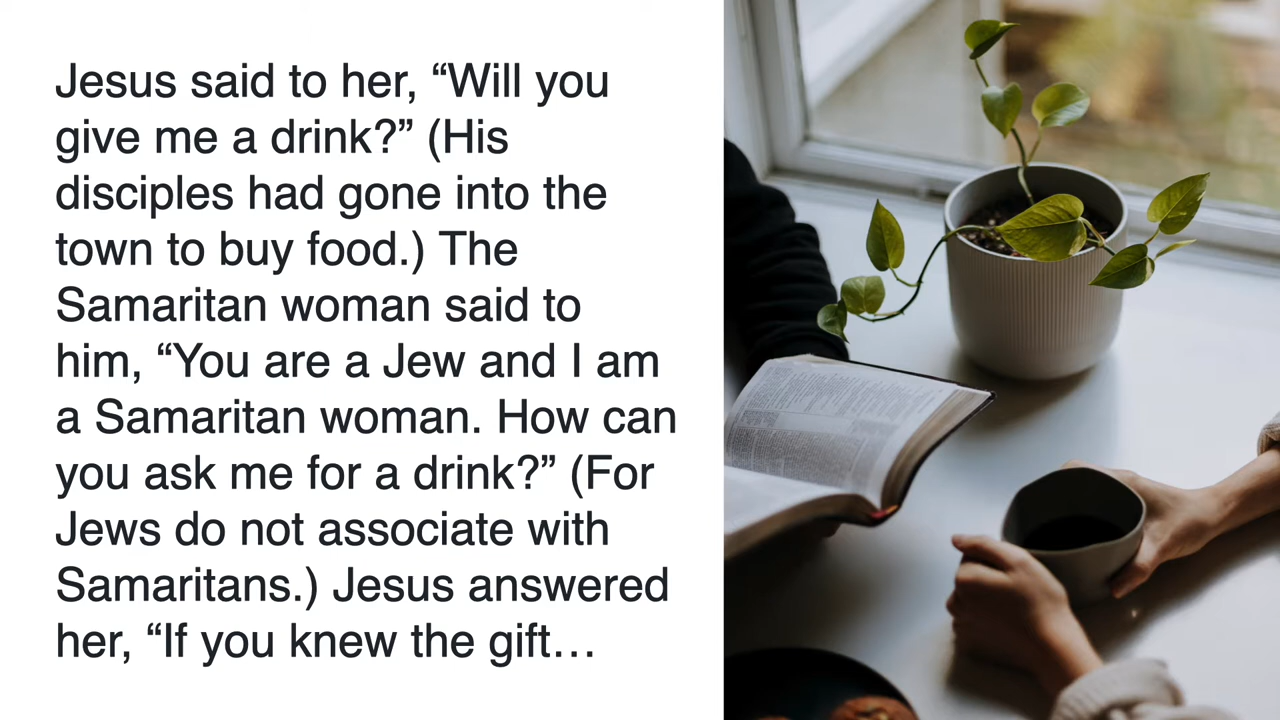 Jesus said to her, “Will you
give me a drink?” (His
disciples had gone into the
town to buy food.) The
Samaritan woman said to
him, “You are a Jew and I am
a Samaritan woman. How can
you ask me for a drink?” (For
Jews do not associate with
Samaritans.) Jesus answered
her, “If you knew the gift…